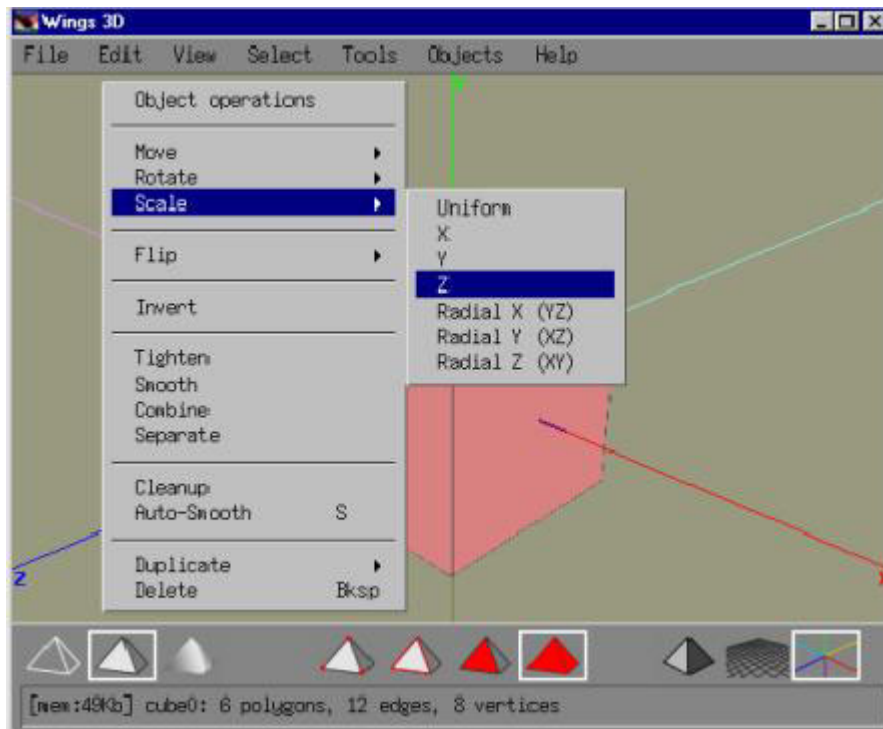 Wings 3D
File Edit View Select Tools Objects Help
Object operations
Move
Rotate
Scale
Flip
Invert
Tighten
Smooth
Combine
Separate
Cleanup
Auto-Smooth S
Duplicate
Delete Bksp
Uniform
X
Y
Z
Radial X (YZ)
Radial Y (XZ)
Radial Z (XY)
Y
Z
X
[mem:49Kb] cube0: 6 polygons, 12 edges, 8 vertices